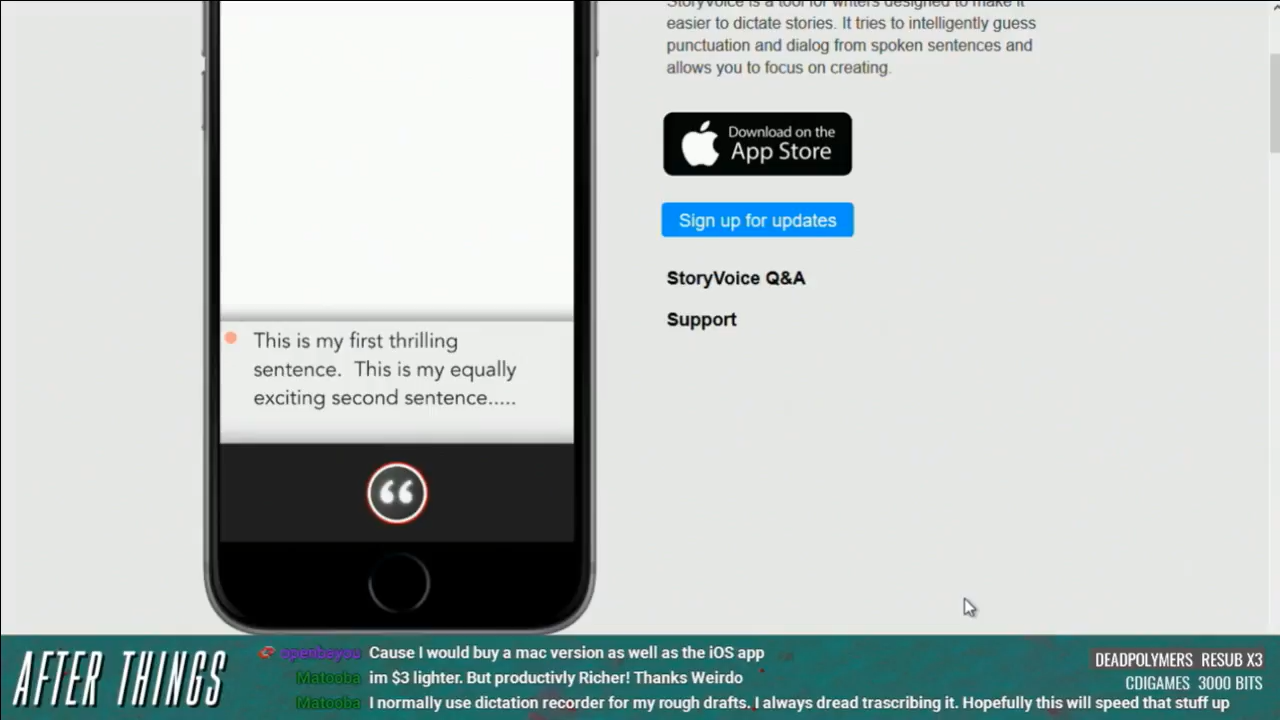 StoryVoice is a tool for writers designed to make it
easier to dictate stories. It tries to intelligently guess
punctuation and dialog from spoken sentences and
allows you to focus on creating.
Download on the
App Store
Sign up for updates
StoryVoice Q&A
Support
This is my first thrilling
sentence. This is my equally
exciting second sentence.....
AFTER THINGS
openbayou Cause I would buy a mac version as well as the iOS app
Matooba im $3 lighter. But productivly Richer! Thanks Weirdo
Matooba I normally use dictation recorder for my rough drafts. I always dread trascribing it. Hopefully this will speed that stuff up
DEADPOLYMERS RESUB X3
CDIGAMES 3000 BITS